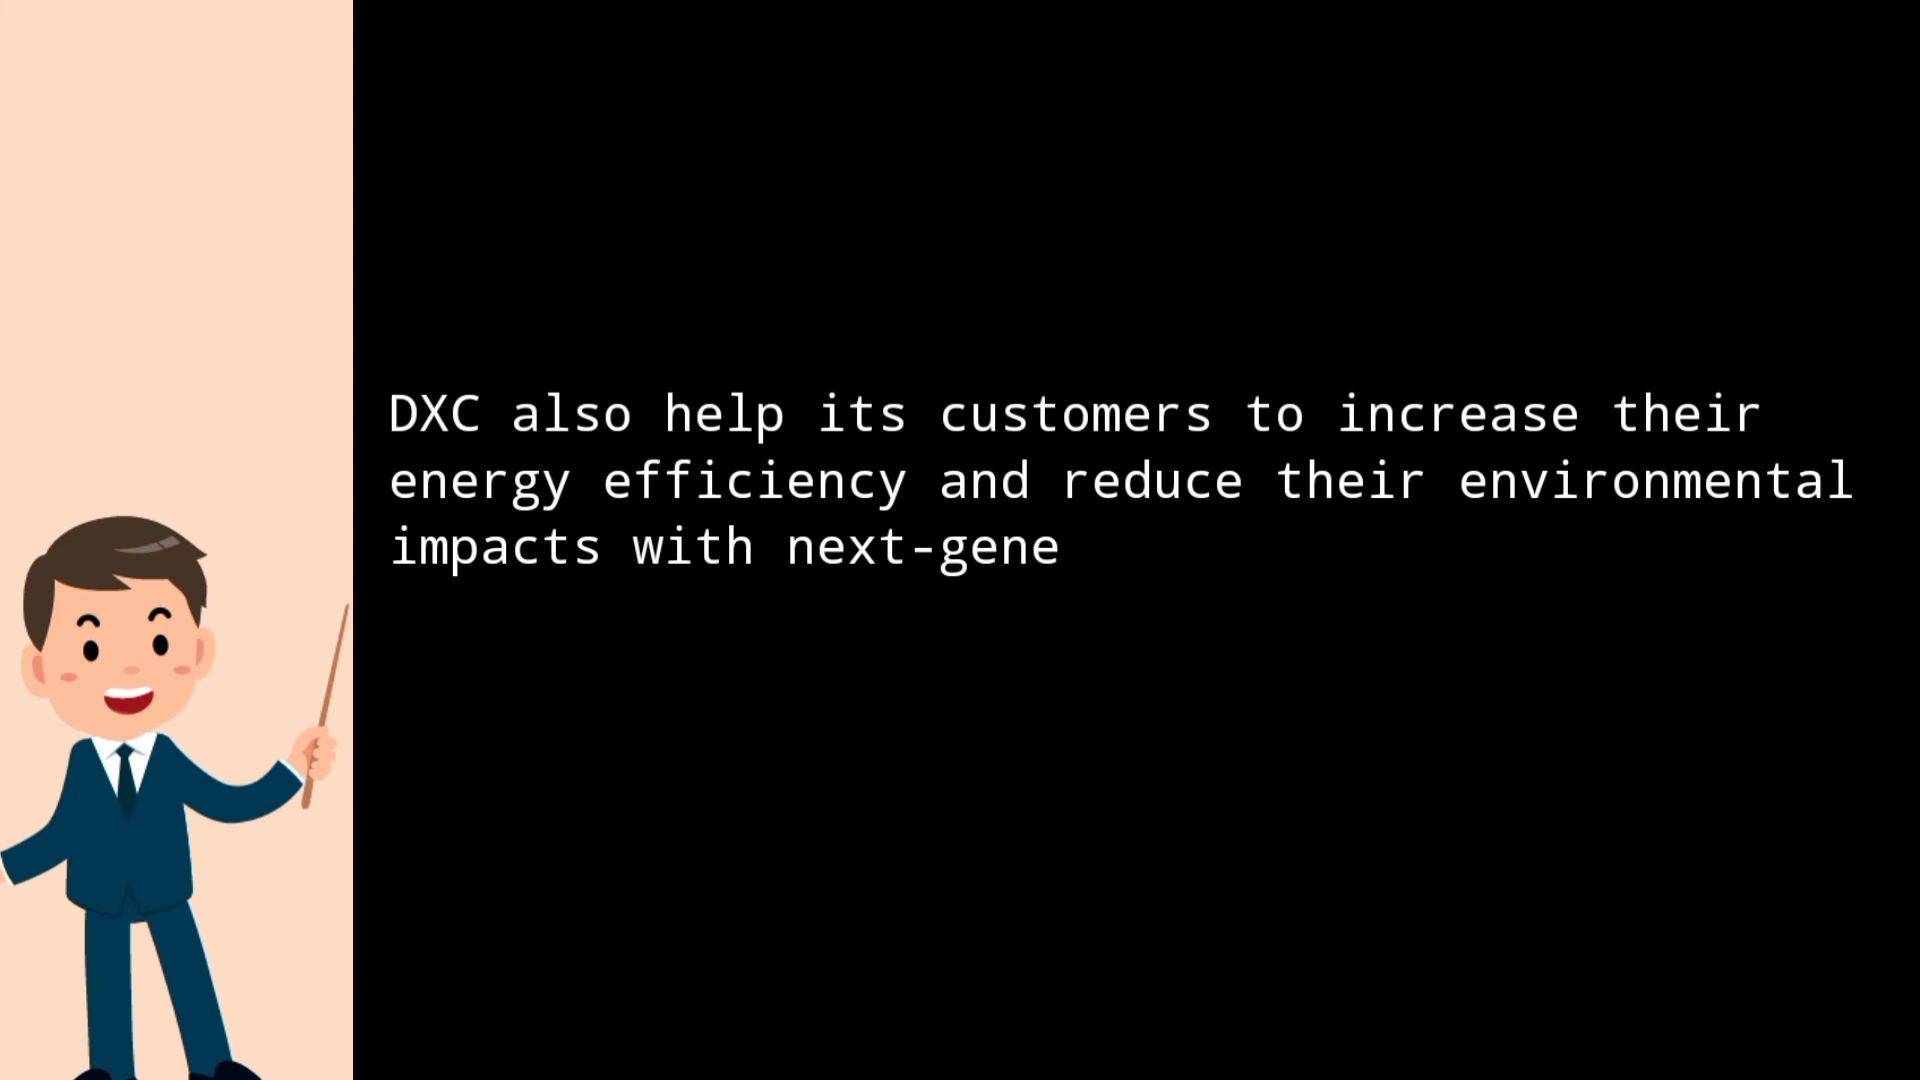 DXC also help its customers to increase their
energy efficiency and reduce their environmental
impacts with next-gene